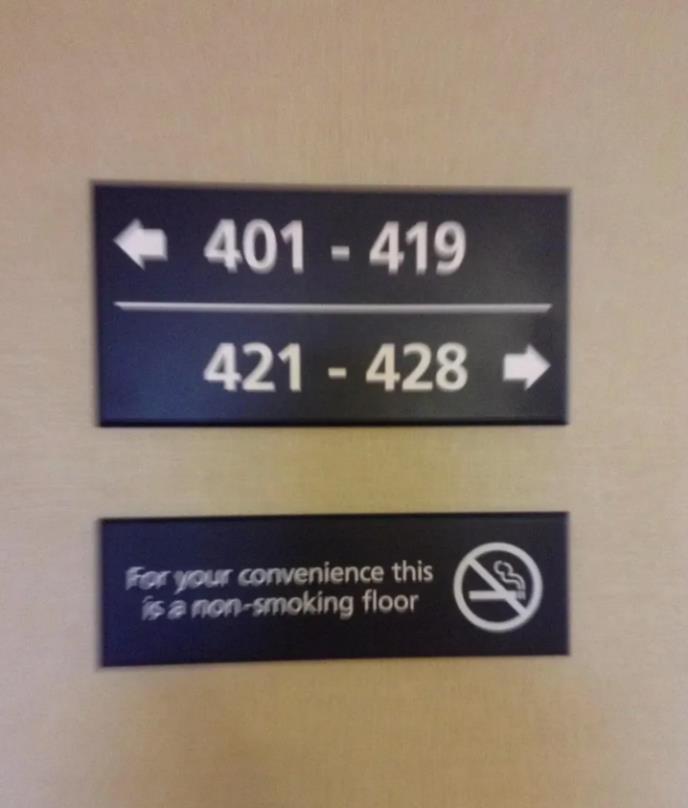 401 - 419
421 - 428
For your convenience this
is a non-smoking floor